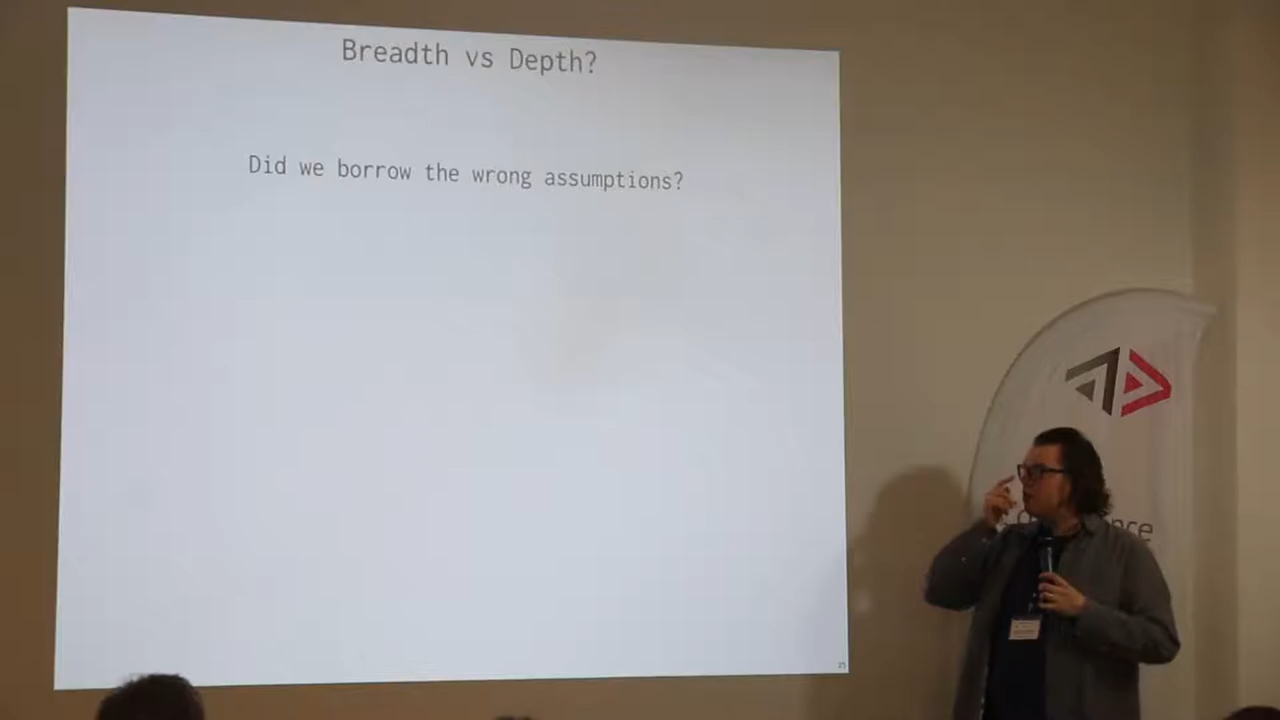 Breadth vs Depth?
Did we borrow the wrong assumptions?